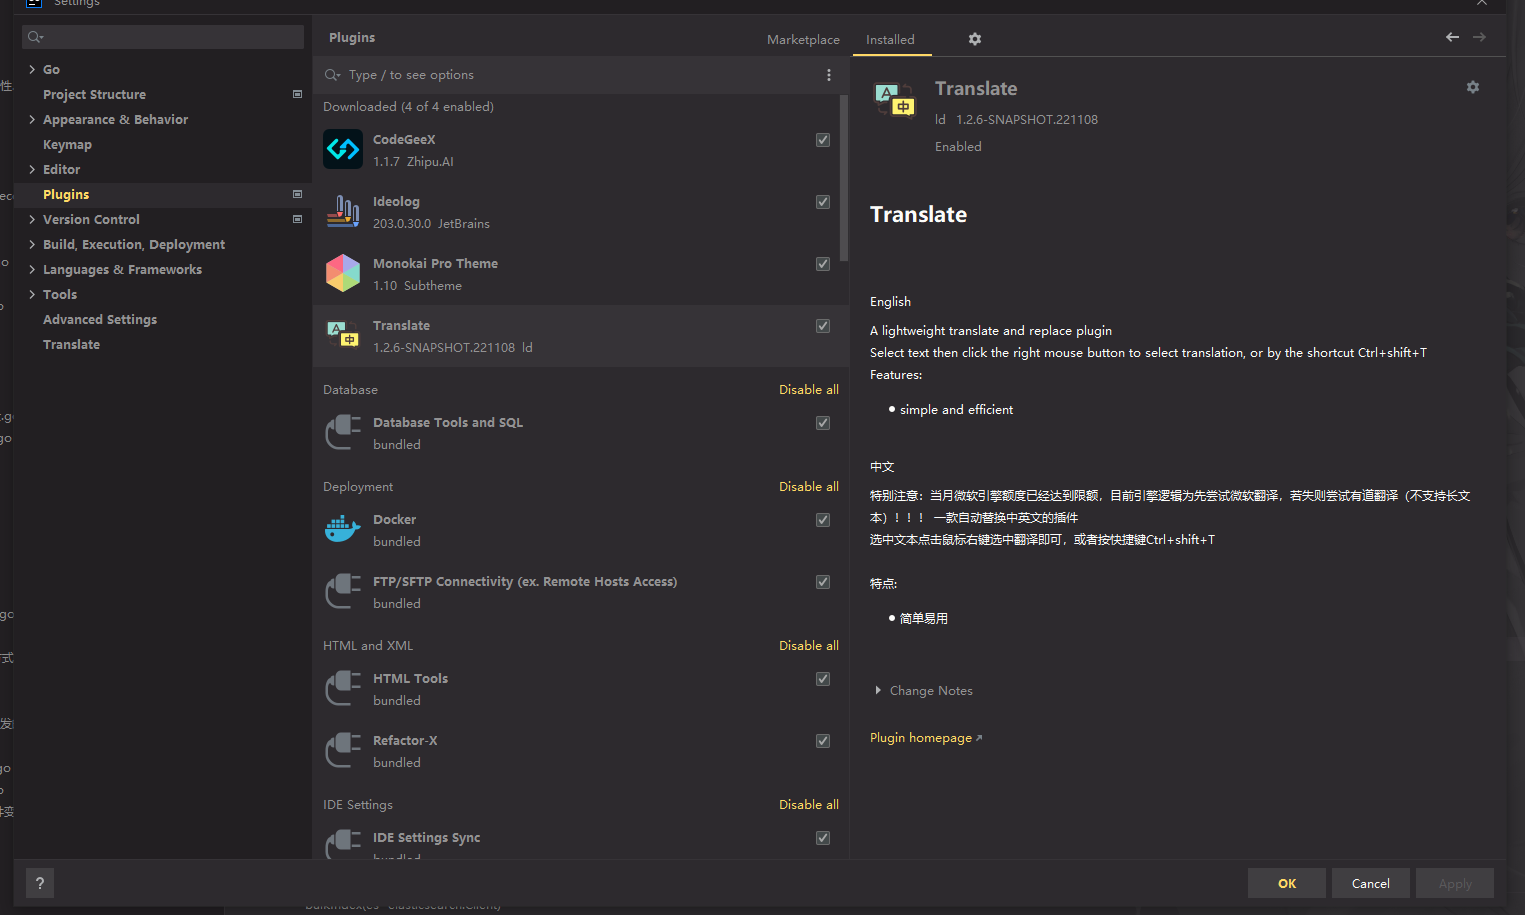 Settings
Go
Project Structure
Appearance & Behavior
Keymap
Editor
Plugins
Version Control
Build, Execution, Deployment
Languages & Frameworks
Tools
Advanced Settings
Translate
?
Plugins
Marketplace
Installed
Type / to see options
Downloaded (4 of 4 enabled)
CodeGeeX
1.1.7 Zhipu.AI
Ideolog
203.0.30.0 JetBrains
Monokai Pro Theme
1.10 Subtheme
Translate
1.2.6-SNAPSHOT.221108 ld
Database
Disable all
Database Tools and SQL
bundled
Deployment
Disable all
Docker
bundled
FTP/SFTP Connectivity (ex. Remote Hosts Access)
bundled
HTML and XML
Disable all
HTML Tools
bundled
Refactor-X
bundled
IDE Settings
Disable all
IDE Settings Sync
bundled
A
中
Translate
ld 1.2.6-SNAPSHOT.221108
Enabled
Translate
English
A lightweight translate and replace plugin
Select text then click the right mouse button to select translation, or by the shortcut Ctrl+shift+T
Features:
• simple and efficient
中文
特别注意：当月微软引擎额度已经达到限额，目前引擎逻辑为先尝试微软翻译，若失则尝试有道翻译（不支持长文
本）！！！ 一款自动替换中英文的插件
选中文本点击鼠标右键选中翻译即可，或者按快捷键Ctrl+shift+T
特点:
• 简单易用
Change Notes
Plugin homepage
OK
Cancel
Apply